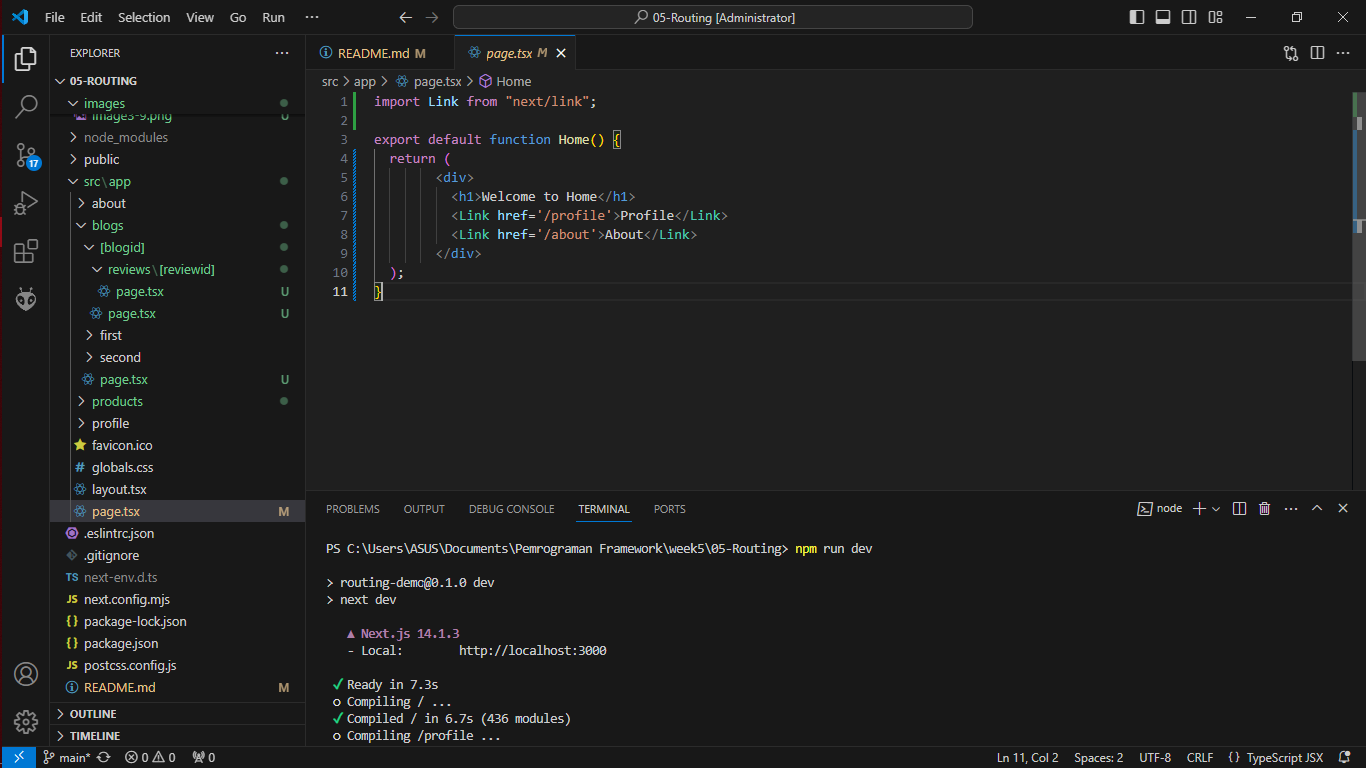 File Edit Selection View Go Run ···
05-Routing [Administrator]
EXPLORER ···
05-ROUTING
images
image3-9.png U
node_modules
public
src\app
about
blogs
[blogid]
reviews\[reviewid]
page.tsx U
page.tsx U
first
second
page.tsx U
products
profile
favicon.ico
# globals.css
layout.tsx
page.tsx M
.eslintrc.json
.gitignore
TS next-env.d.ts
JS next.config.mjs
{} package-lock.json
{} package.json
JS postcss.config.js
README.md M
OUTLINE
TIMELINE
17
README.md M
page.tsx M
src > app > page.tsx > Home
1 import Link from "next/link";
2
3 export default function Home() {
4 return (
5 <div>
6 <h1>Welcome to Home</h1>
7 <Link href='/profile'>Profile</Link>
8 <Link href='/about'>About</Link>
9 </div>
10 );
11 }
PROBLEMS OUTPUT DEBUG CONSOLE TERMINAL PORTS
node
PS C:\Users\ASUS\Documents\Pemrograman Framework\week5\05-Routing> npm run dev
> routing-demo@0.1.0 dev
> next dev
▲ Next.js 14.1.3
- Local: http://localhost:3000
✓ Ready in 7.3s
○ Compiling / ...
✓ Compiled / in 6.7s (436 modules)
○ Compiling /profile ...
main* 0 0 0
Ln 11, Col 2 Spaces: 2 UTF-8 CRLF {} TypeScript JSX